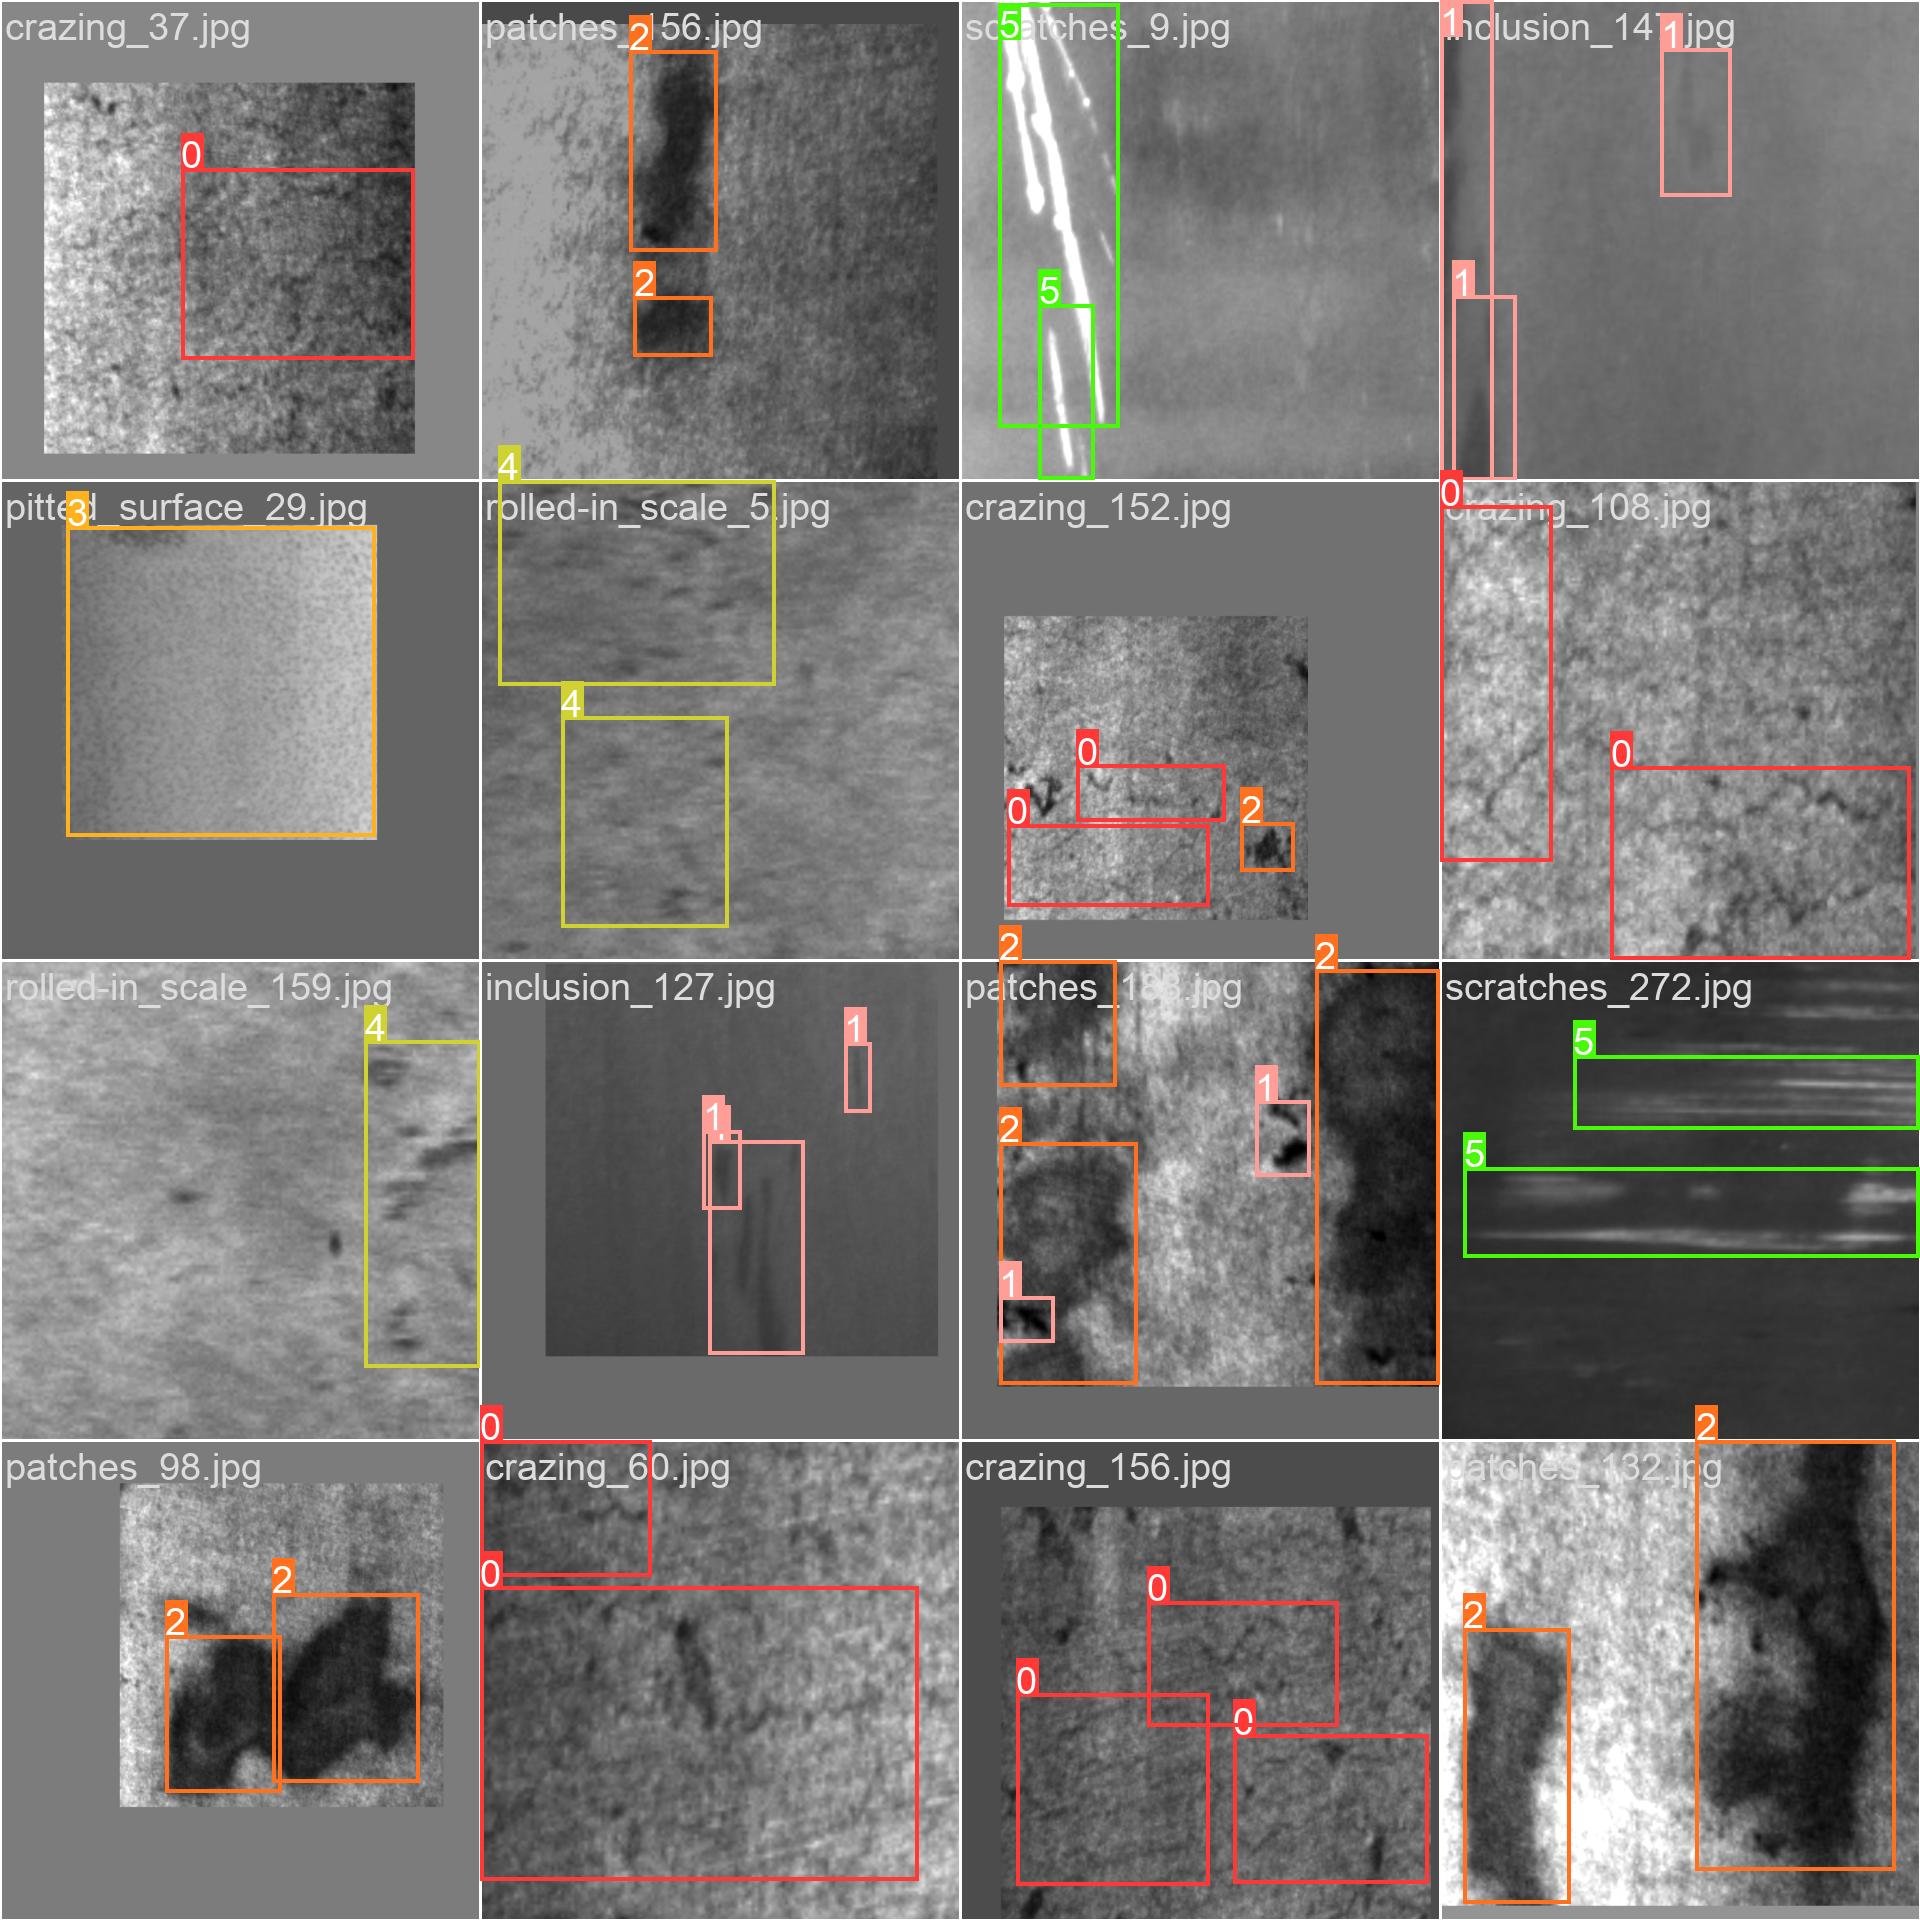 crazing_37.jpg
0
patches_156.jpg
2
2
scratches_9.jpg
5
5
inclusion_147.jpg
1
1
1
pitted_surface_29.jpg
3
rolled-in_scale_5.jpg
4
4
crazing_152.jpg
0
0
2
crazing_108.jpg
0
0
rolled-in_scale_159.jpg
4
inclusion_127.jpg
1
1
1
2
2
2
1
1
scratches_272.jpg
5
5
patches_98.jpg
2
2
crazing_60.jpg
0
0
crazing_156.jpg
0
0
0
patches_132.jpg
2
2